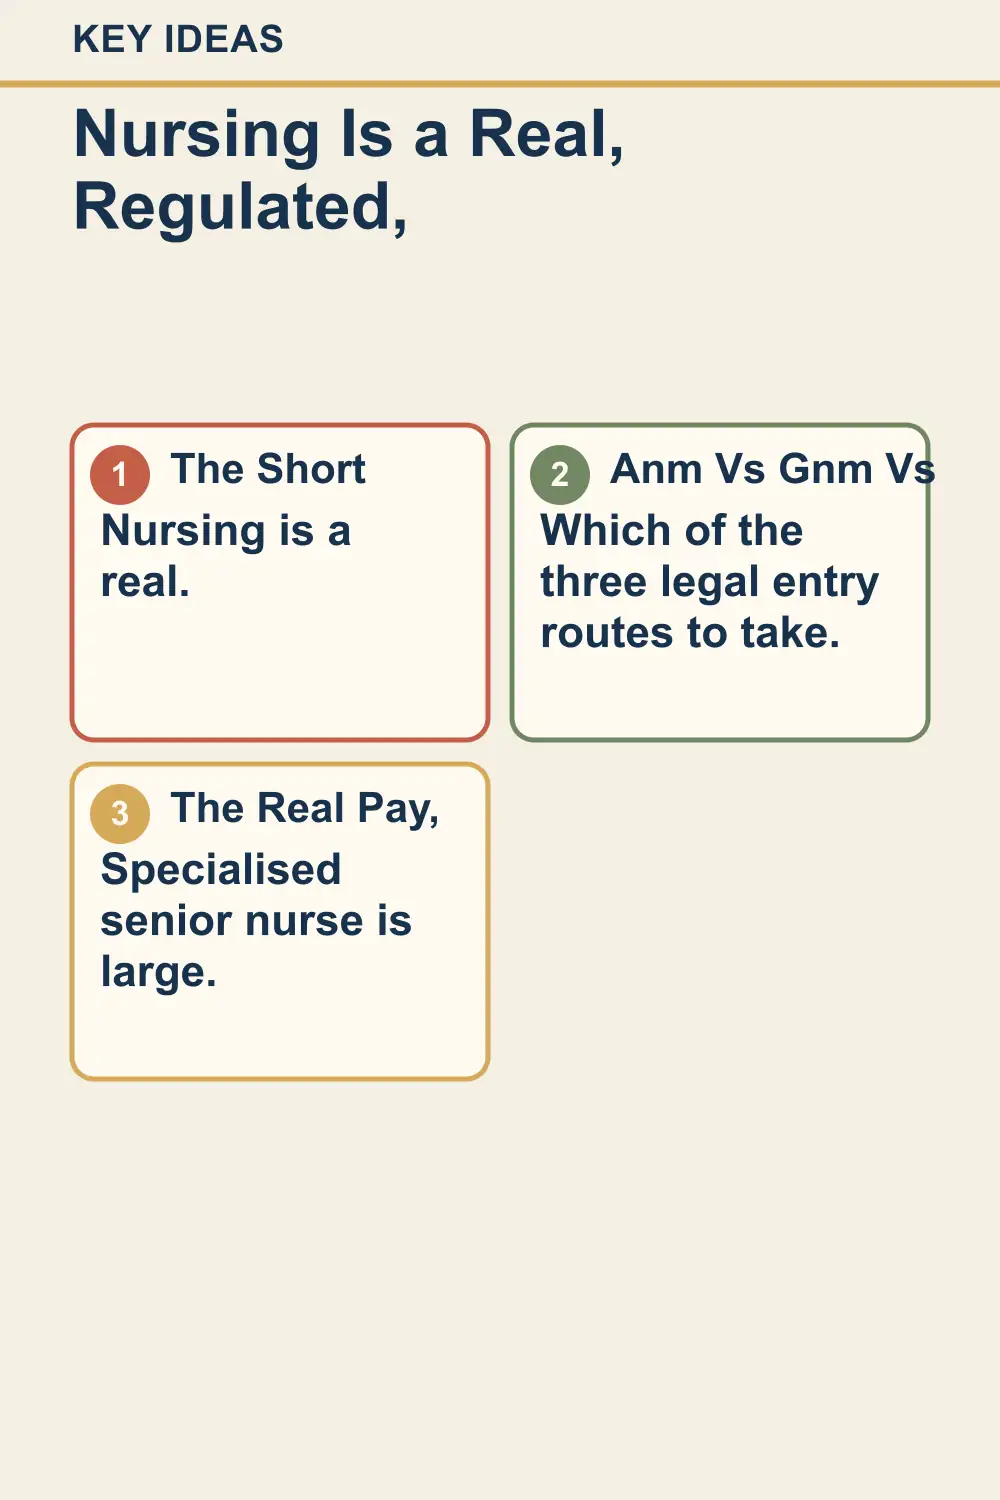 KEY IDEAS
Nursing Is a Real,
Regulated,
1 The Short
Nursing is a
real.
2 Anm Vs Gnm Vs
Which of the
three legal entry
routes to take.
3 The Real Pay,
Specialised
senior nurse is
large.